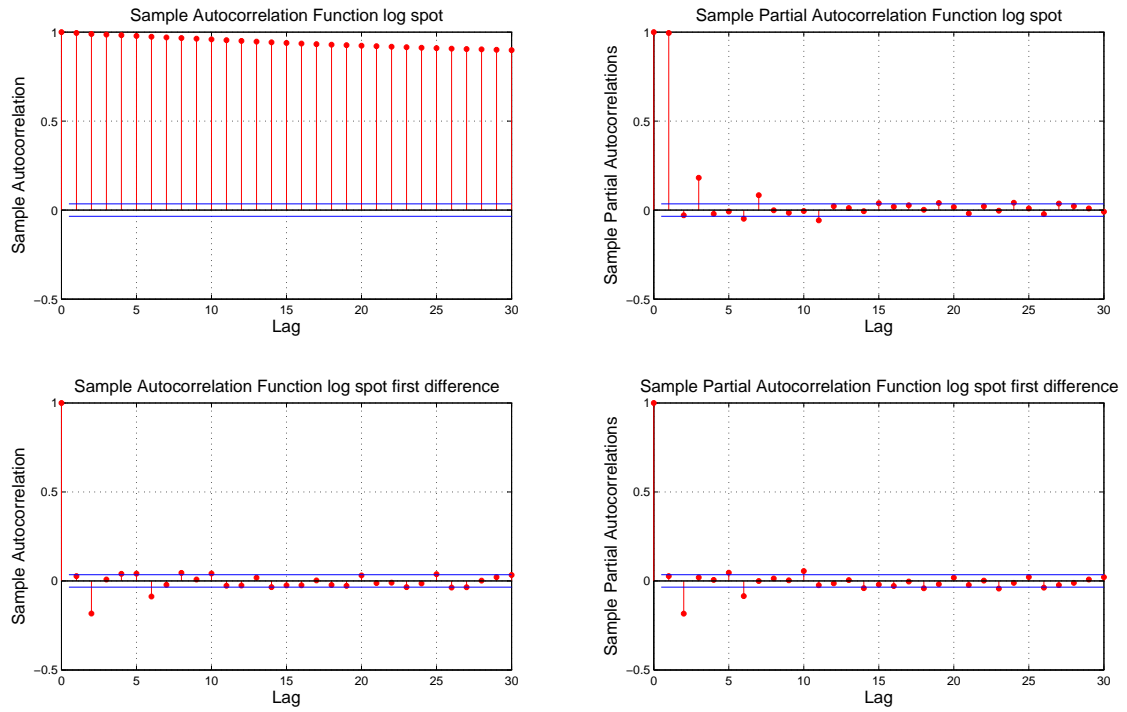 Sample Autocorrelation Function log spot
Sample Autocorrelation
1
0.5
0
−0.5
0 5 10 15 20 25 30
Lag
Sample Partial Autocorrelation Function log spot
Sample Partial Autocorrelations
1
0.5
0
−0.5
0 5 10 15 20 25 30
Lag
Sample Autocorrelation Function log spot first difference
Sample Autocorrelation
1
0.5
0
−0.5
0 5 10 15 20 25 30
Lag
Sample Partial Autocorrelation Function log spot first difference
Sample Partial Autocorrelations
1
0.5
0
−0.5
0 5 10 15 20 25 30
Lag